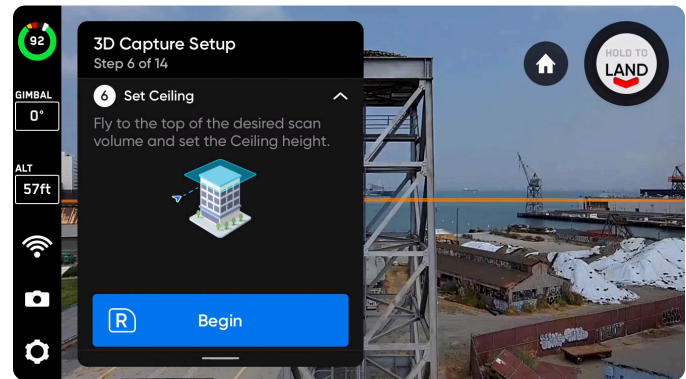 92
GIMBAL
0°
ALT
57ft
3D Capture Setup
Step 6 of 14
6 Set Ceiling
Fly to the top of the desired scan
volume and set the Ceiling height.
R Begin
HOLD TO
LAND